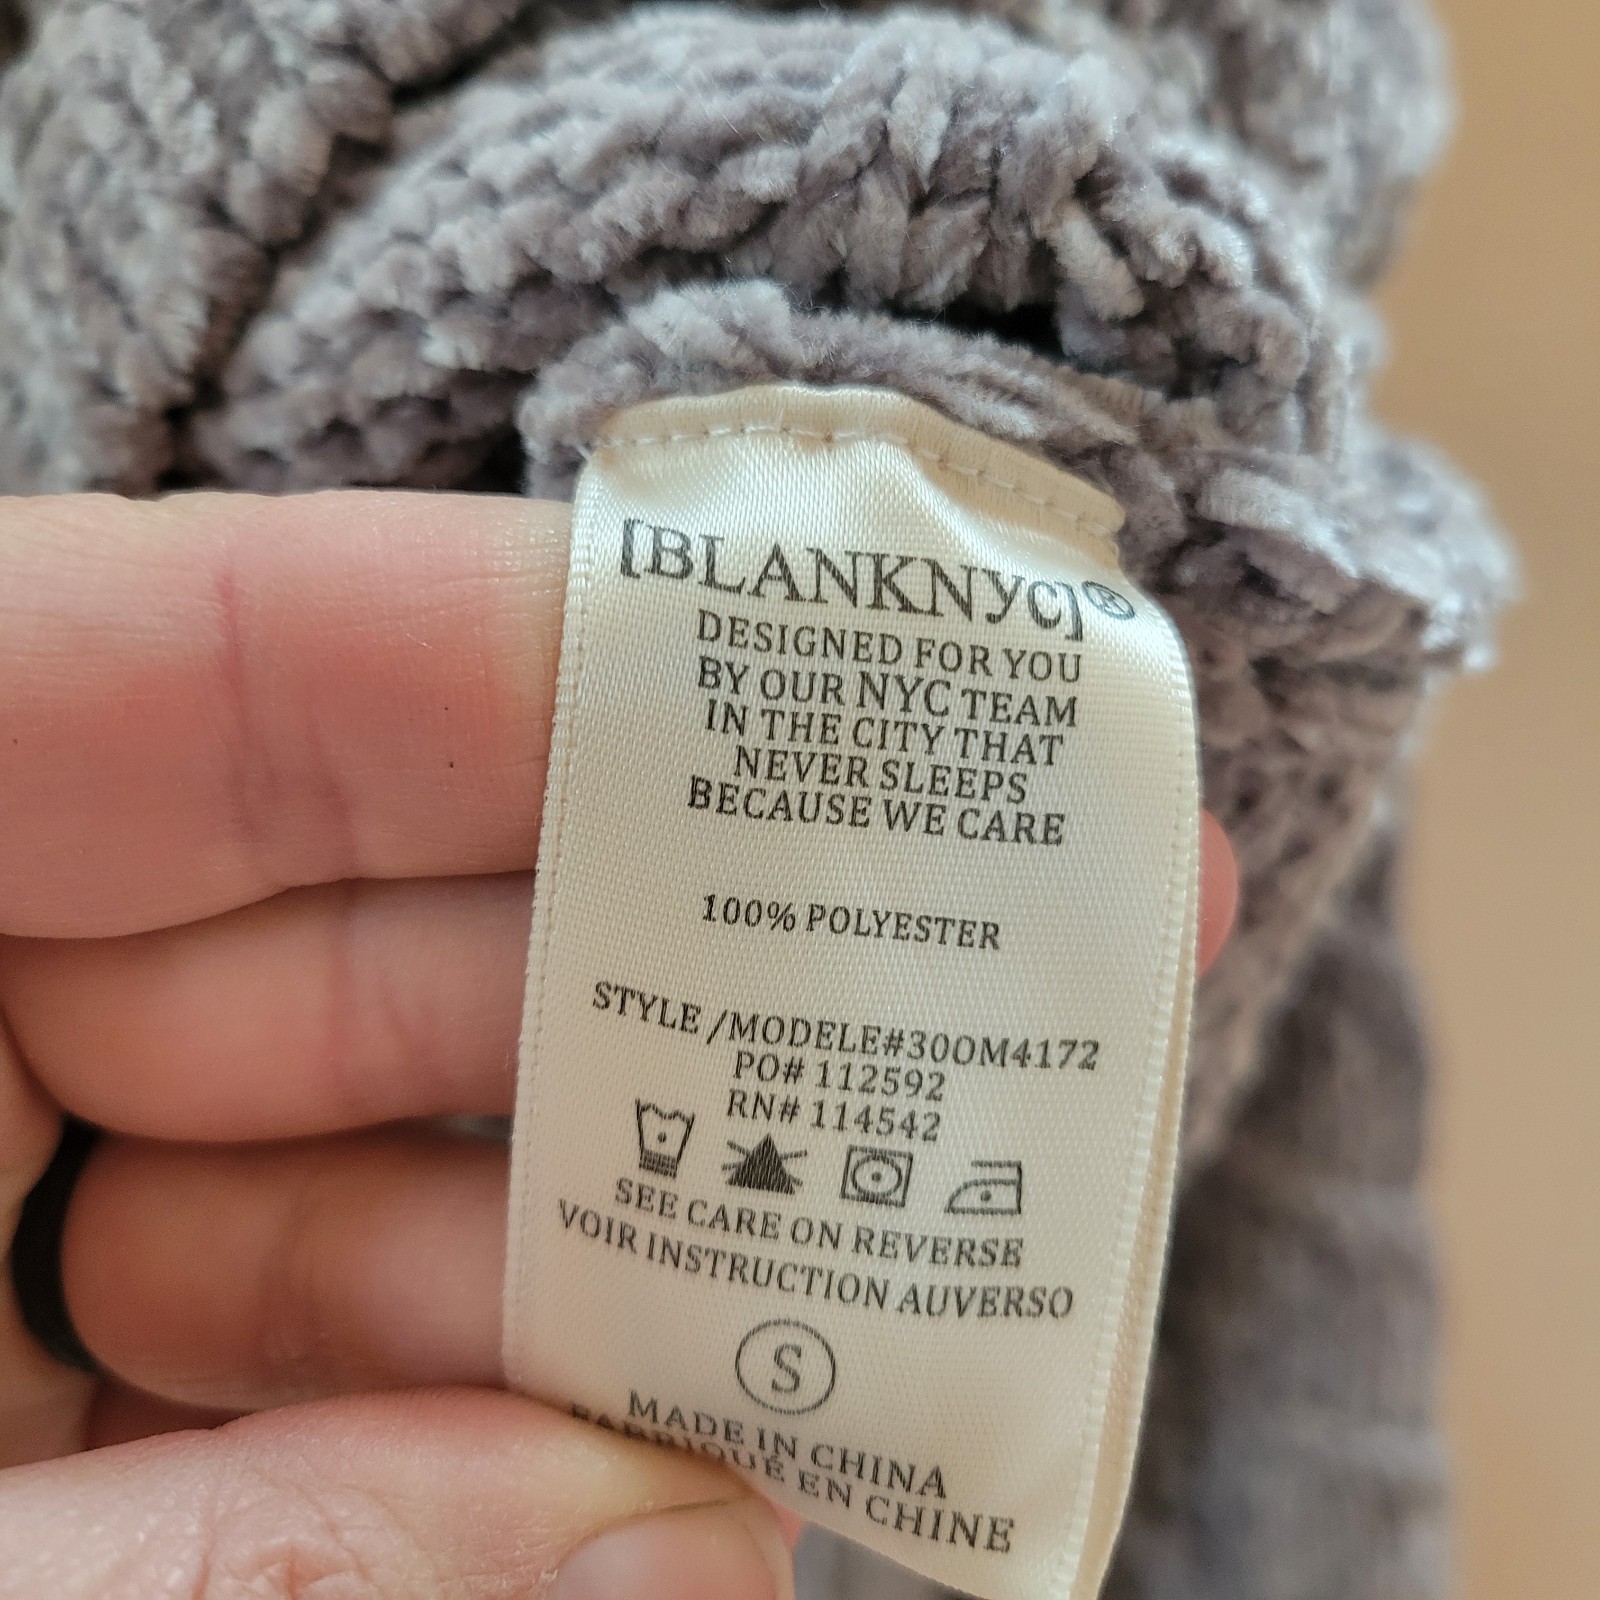 [BLANKNYC]®
DESIGNED FOR YOU
BY OUR NYC TEAM
IN THE CITY THAT
NEVER SLEEPS
BECAUSE WE CARE
100% POLYESTER
STYLE /MODELE#300M4172
PO# 112592
RN# 114542
SEE CARE ON REVERSE
VOIR INSTRUCTION AUVERSO
S
MADE IN CHINA
FABRIQUÉ EN CHINE